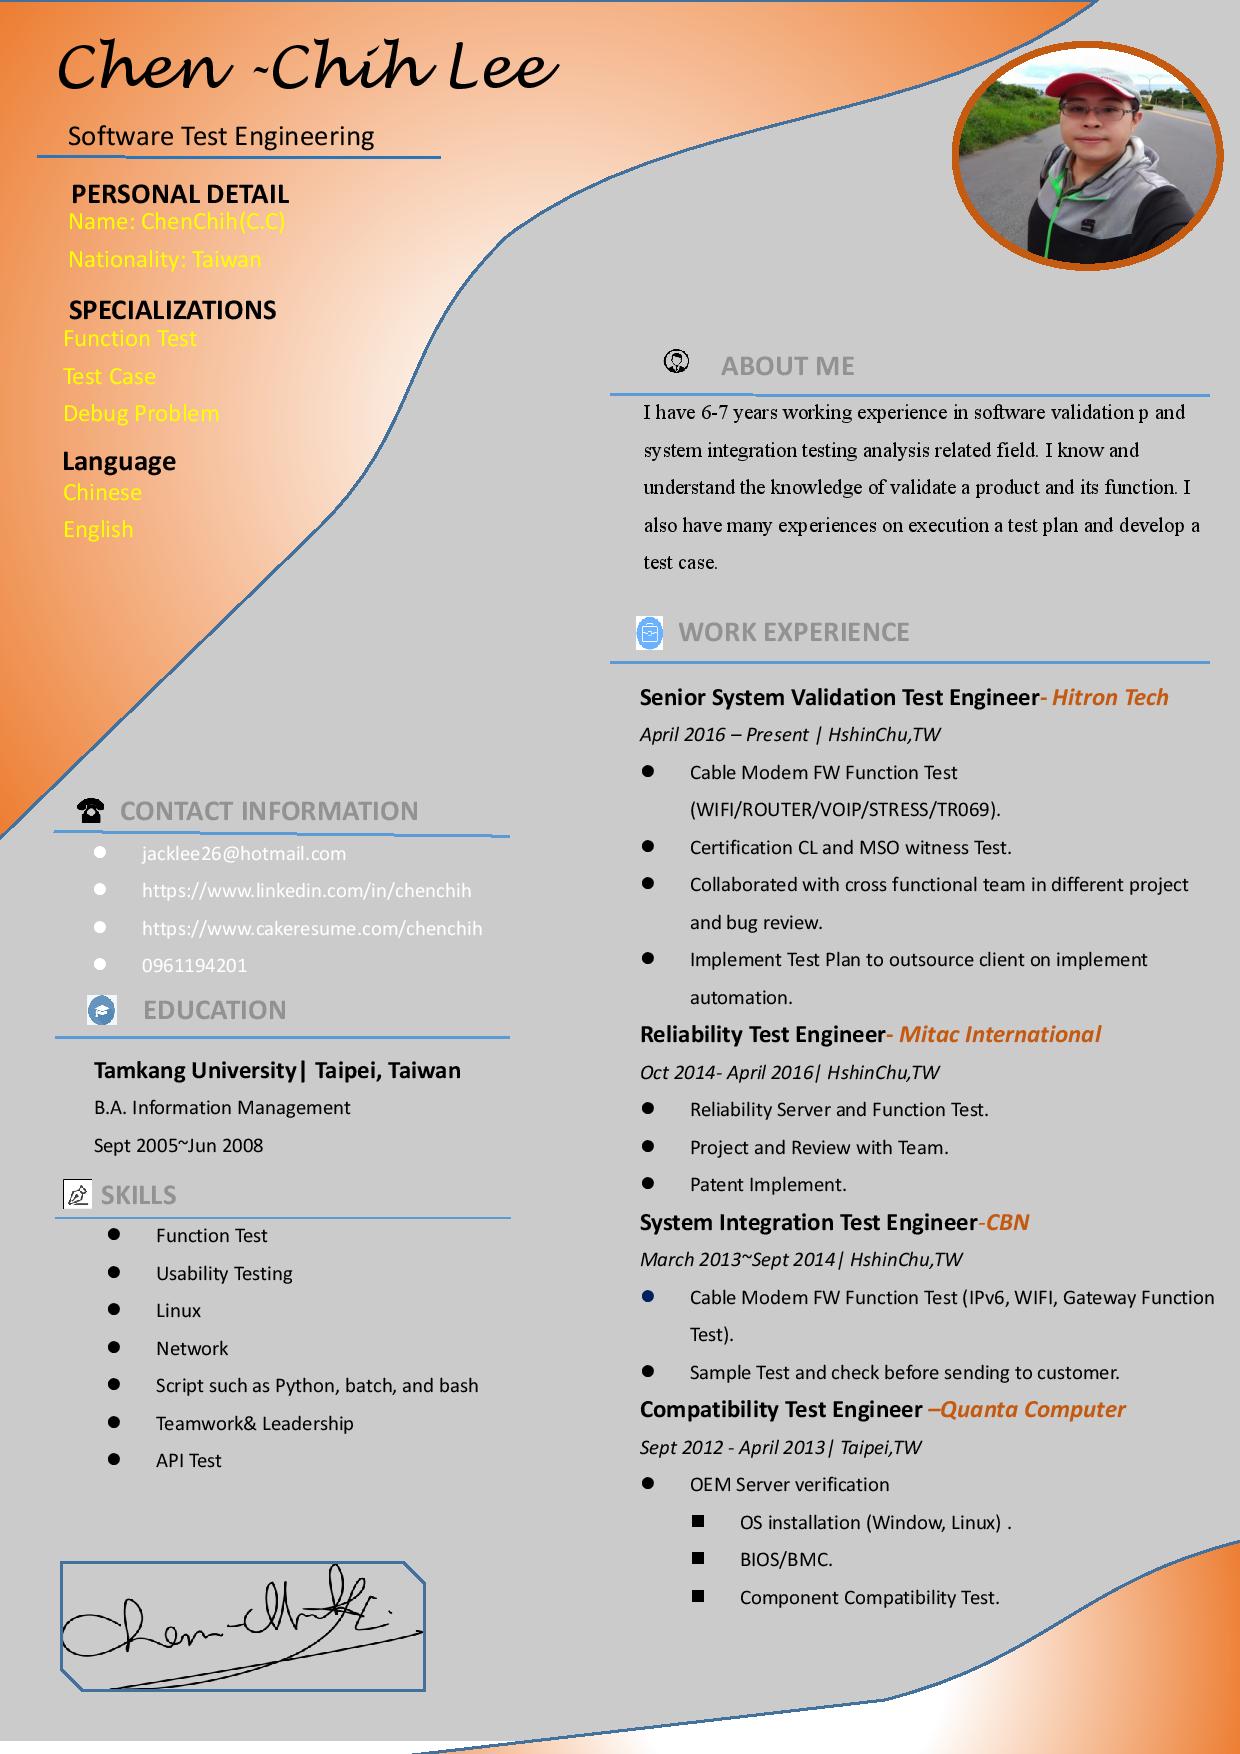 Chen -Chih Lee
Software Test Engineering
PERSONAL DETAIL
Name: ChenChih(C.C)
Nationality: Taiwan
SPECIALIZATIONS
Function Test
Test Case
Debug Problem
Language
Chinese
English
CONTACT INFORMATION
jacklee26@hotmail.com
https://www.linkedin.com/in/chenchih
https://www.cakeresume.com/chenchih
0961194201
EDUCATION
Tamkang University| Taipei, Taiwan
B.A. Information Management
Sept 2005~Jun 2008
SKILLS
Function Test
Usability Testing
Linux
Network
Script such as Python, batch, and bash
Teamwork& Leadership
API Test
ABOUT ME
I have 6-7 years working experience in software validation p and
system integration testing analysis related field. I know and
understand the knowledge of validate a product and its function. I
also have many experiences on execution a test plan and develop a
test case.
WORK EXPERIENCE
Senior System Validation Test Engineer- Hitron Tech
April 2016 – Present | HshinChu,TW
Cable Modem FW Function Test
(WIFI/ROUTER/VOIP/STRESS/TR069).
Certification CL and MSO witness Test.
Collaborated with cross functional team in different project
and bug review.
Implement Test Plan to outsource client on implement
automation.
Reliability Test Engineer- Mitac International
Oct 2014- April 2016| HshinChu,TW
Reliability Server and Function Test.
Project and Review with Team.
Patent Implement.
System Integration Test Engineer-CBN
March 2013~Sept 2014| HshinChu,TW
Cable Modem FW Function Test (IPv6, WIFI, Gateway Function
Test).
Sample Test and check before sending to customer.
Compatibility Test Engineer –Quanta Computer
Sept 2012 - April 2013| Taipei,TW
OEM Server verification
OS installation (Window, Linux) .
BIOS/BMC.
Component Compatibility Test.